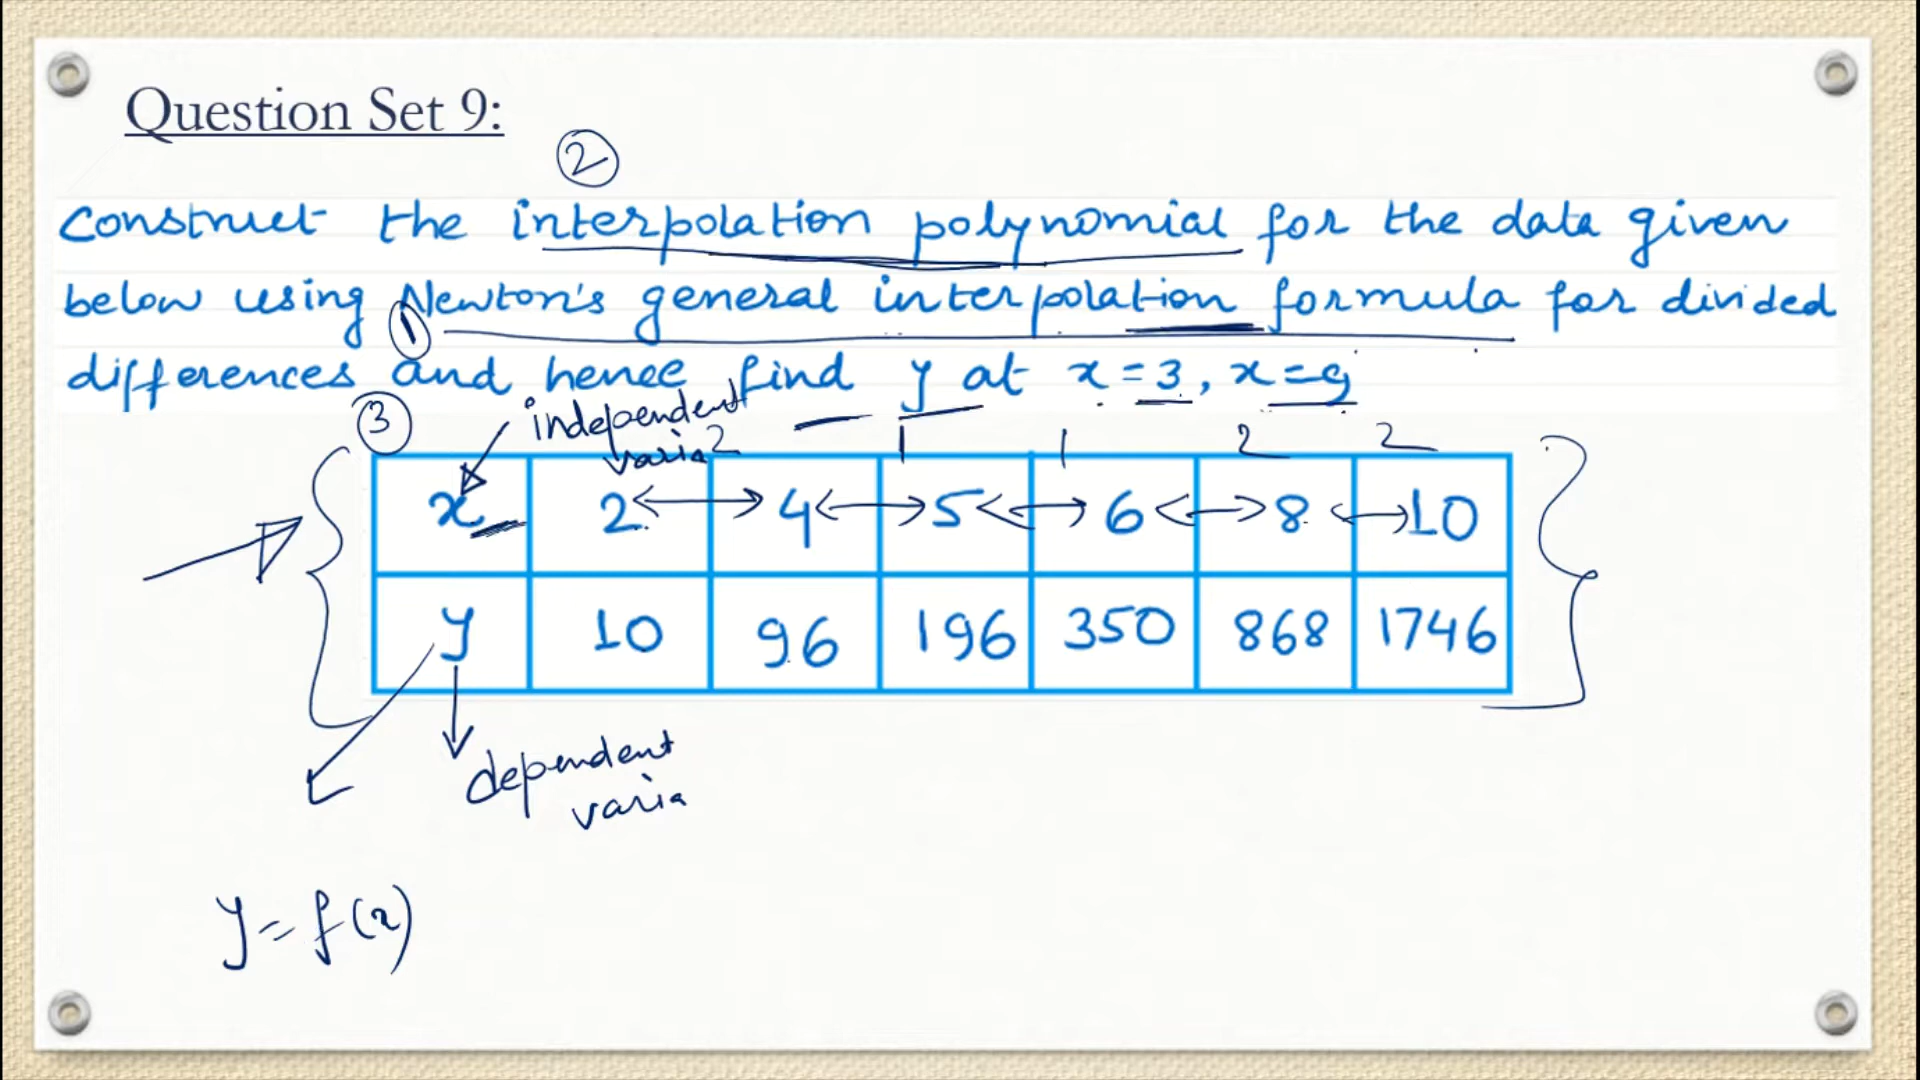 Question Set 9:
2
Construct the interpolation polynomial for the data given
below using Newton's general interpolation formula for divided
1
differences and hence find y at x=3, x=9
3
independent
varia
2 1 1 2 2
x 2 4 5 6 8 10
y 10 96 196 350 868 1746
dependent
varia
y = f(x)